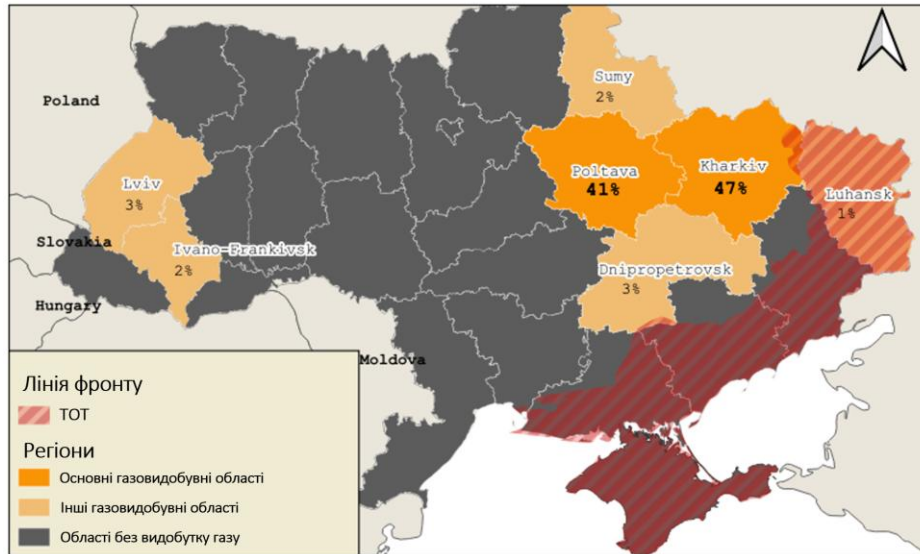 Sumy
2%
Poland
Poltava
41%
Kharkiv
47%
Luhansk
1%
Lviv
3%
Slovakia
Ivano-Frankivsk
2%
Dnipropetrovsk
3%
Hungary
Moldova
Лінія фронту
ТОТ
Регіони
Основні газовидобувні області
Інші газовидобувні області
Області без видобутку газу